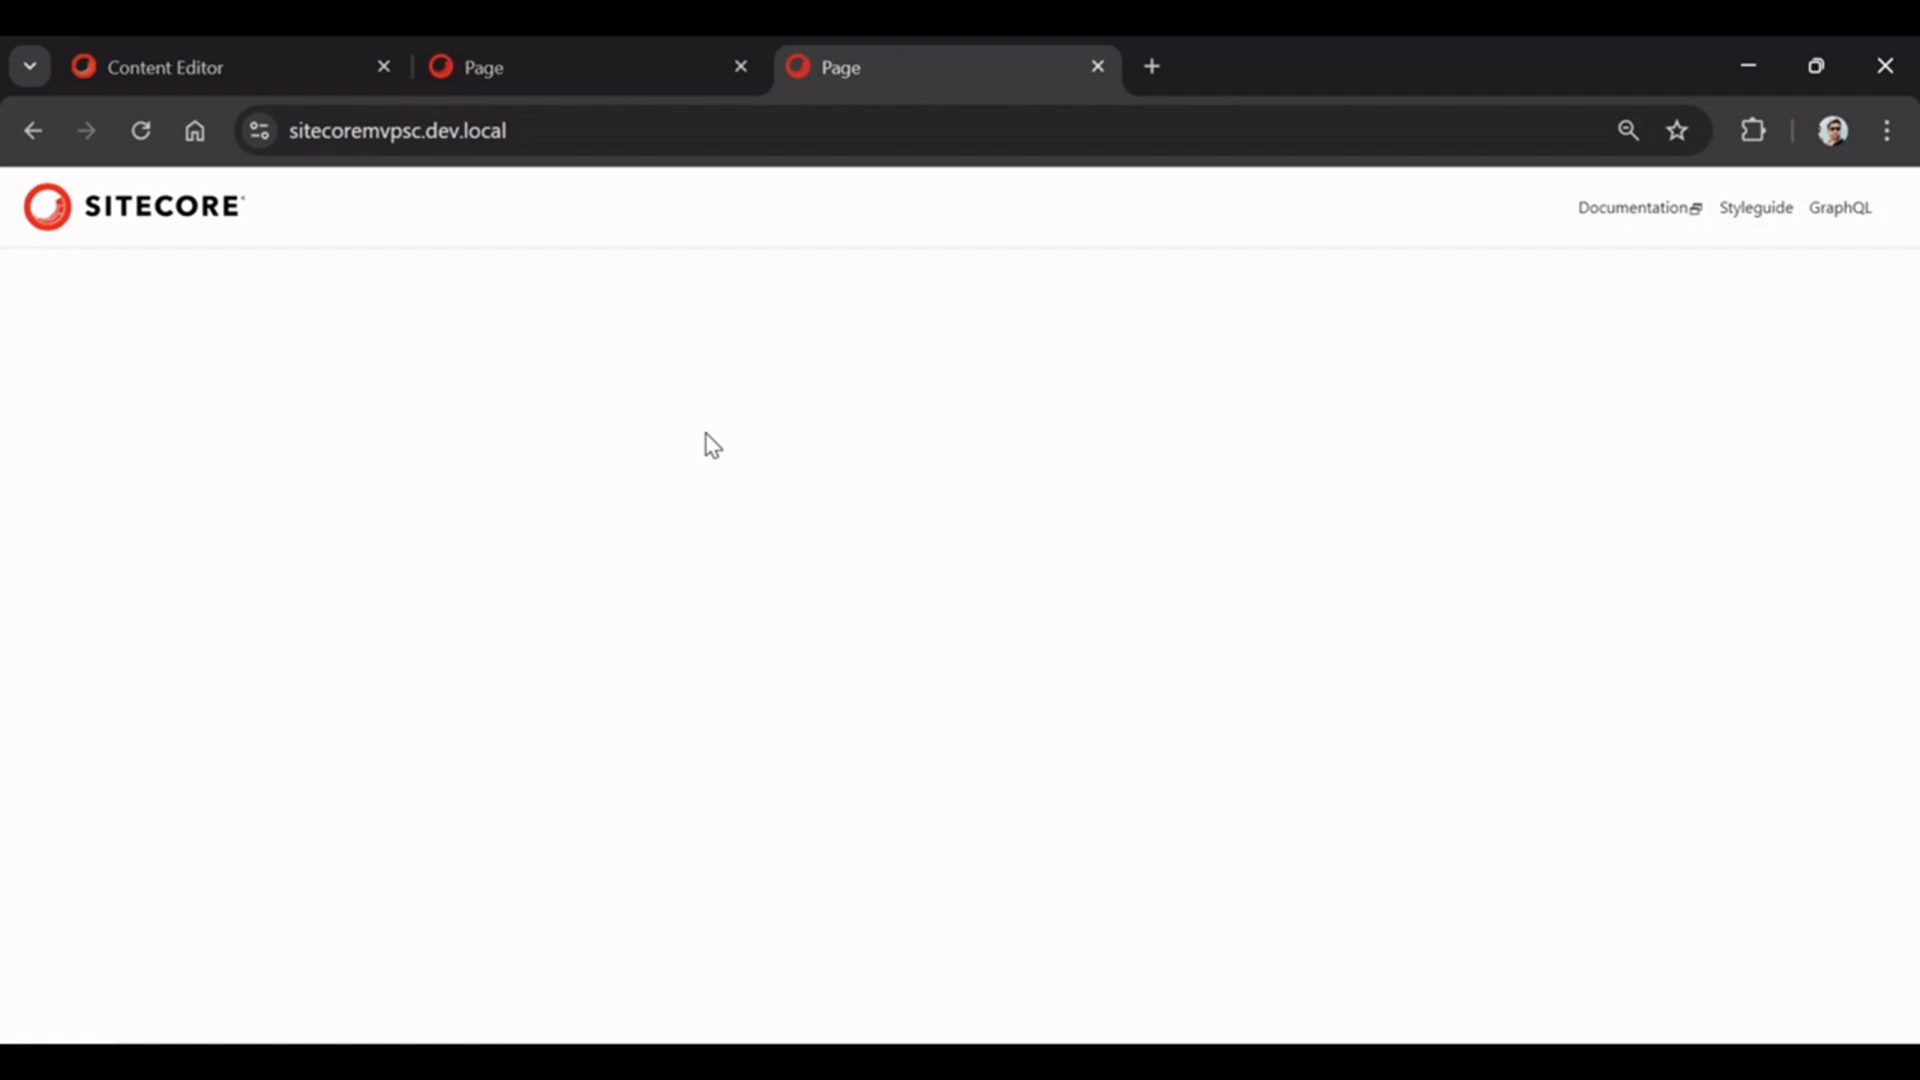 Content Editor
Page
Page
sitecoremvpsc.dev.local
SITECORE
Documentation Styleguide GraphQL